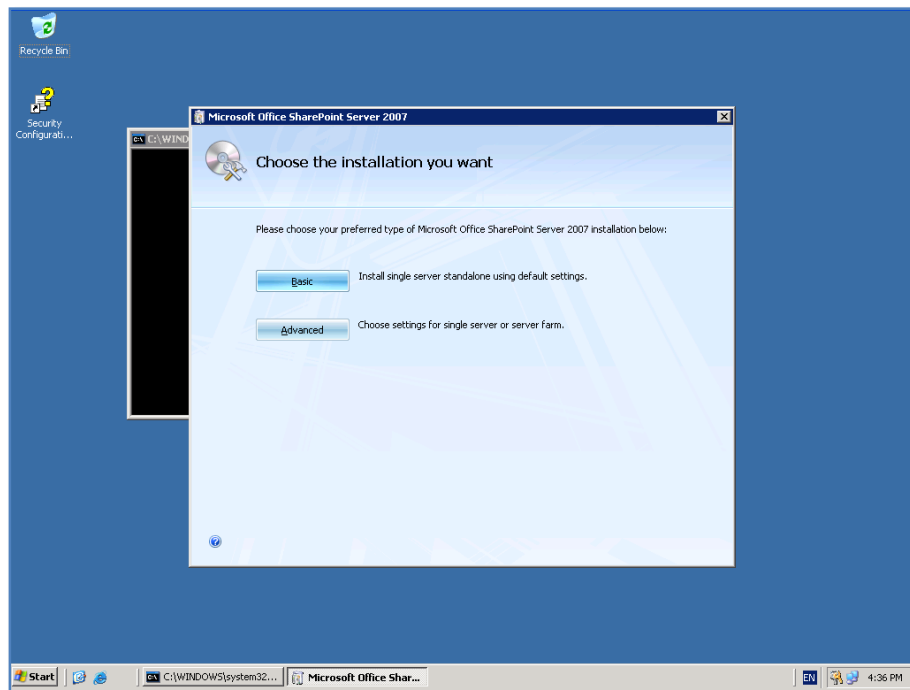 Recycle Bin
Security
Configurati...
C:\WIND
Microsoft Office SharePoint Server 2007
Choose the installation you want
Please choose your preferred type of Microsoft Office SharePoint Server 2007 installation below:
Basic
Install single server standalone using default settings.
Advanced
Choose settings for single server or server farm.
Start
C:\WINDOWS\system32...
Microsoft Office Shar...
EN
4:36 PM